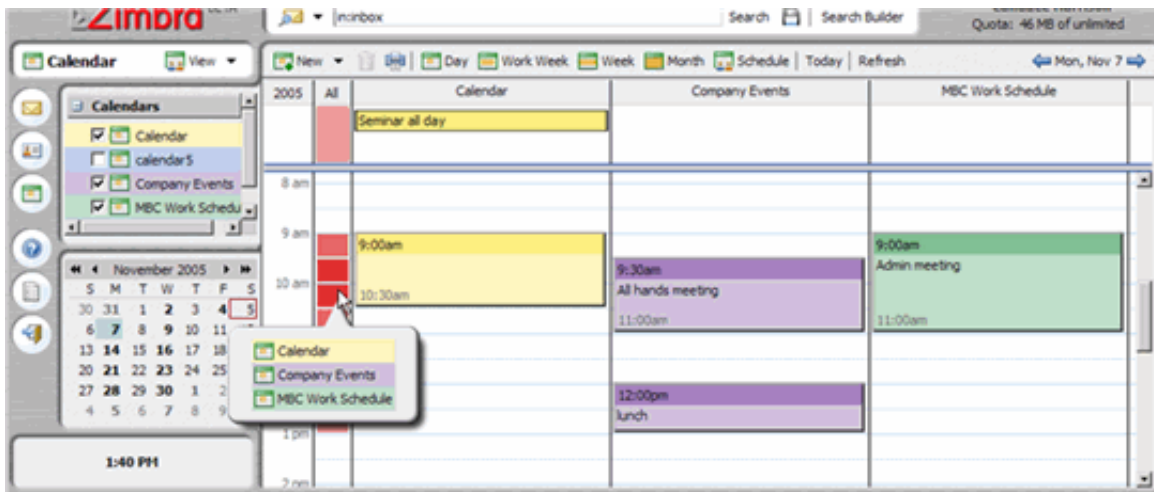 Zimbra BETA
in:inbox Search Search Builder
Quota: 46 MB of unlimited
Calendar View
New Day Work Week Week Month Schedule Today Refresh Mon, Nov 7
Calendars
Calendar
calendar5
Company Events
MBC Work Schedu
November 2005
S M T W T F S
30 31 1 2 3 4 5
6 7 8 9 10 11
13 14 15 16 17 18
20 21 22 23 24 25
27 28 29 30 1 2
4 5 6 7 8 9
1:40 PM
2005 All Calendar Company Events MBC Work Schedule
Seminar all day
8 am
9 am
9:00am
9:00am
Admin meeting
9:30am
10 am
10:30am
All hands meeting
11:00am
11:00am
Calendar
Company Events
MBC Work Schedule
12:00pm
lunch
1 pm
2 pm